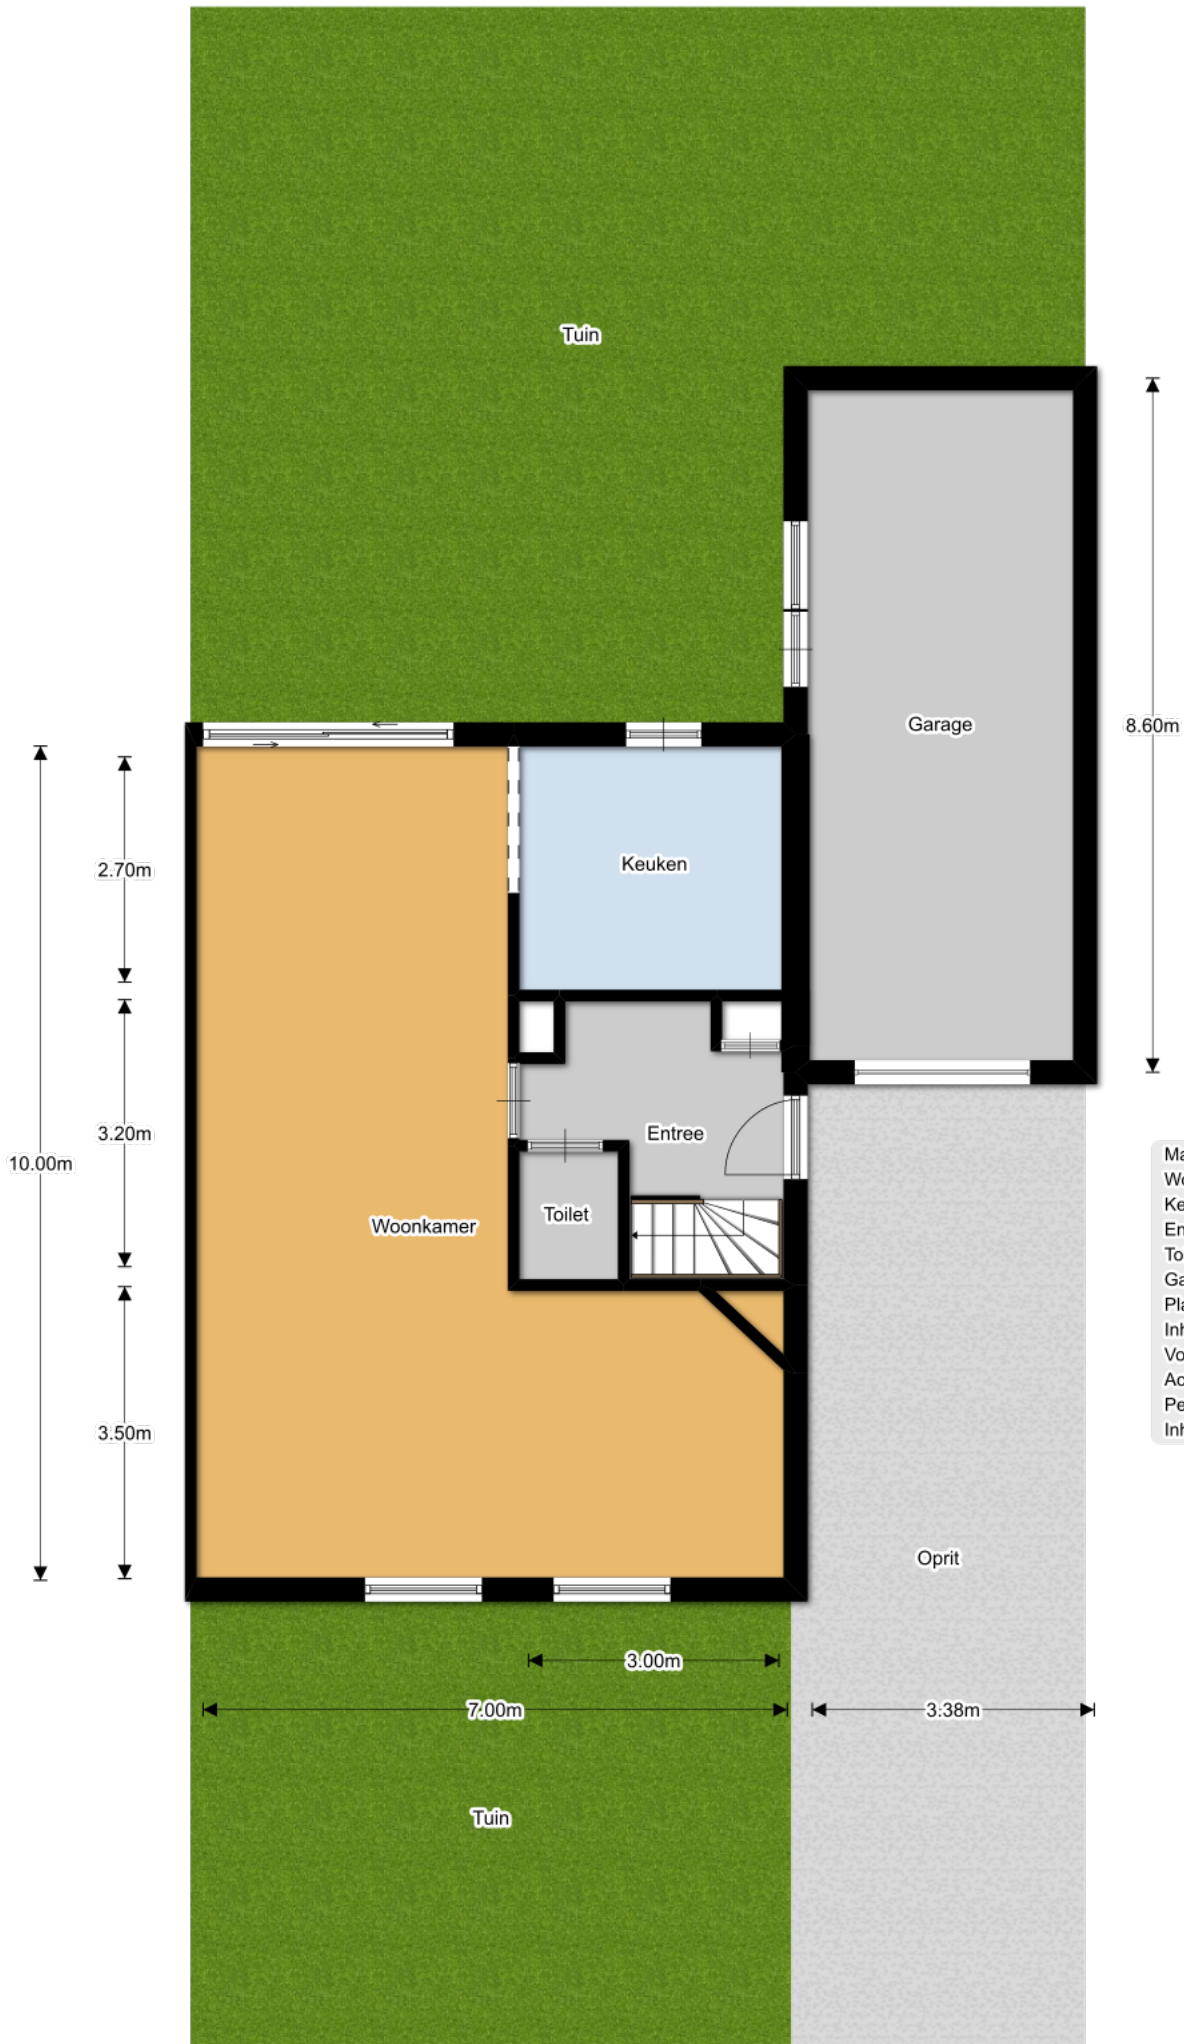 Tuin
Garage
8.60m
Keuken
2.70m
10.00m
3.20m
Entree
Toilet
Woonkamer
3.50m
Oprit
3.00m
7.00m
3.38m
Tuin